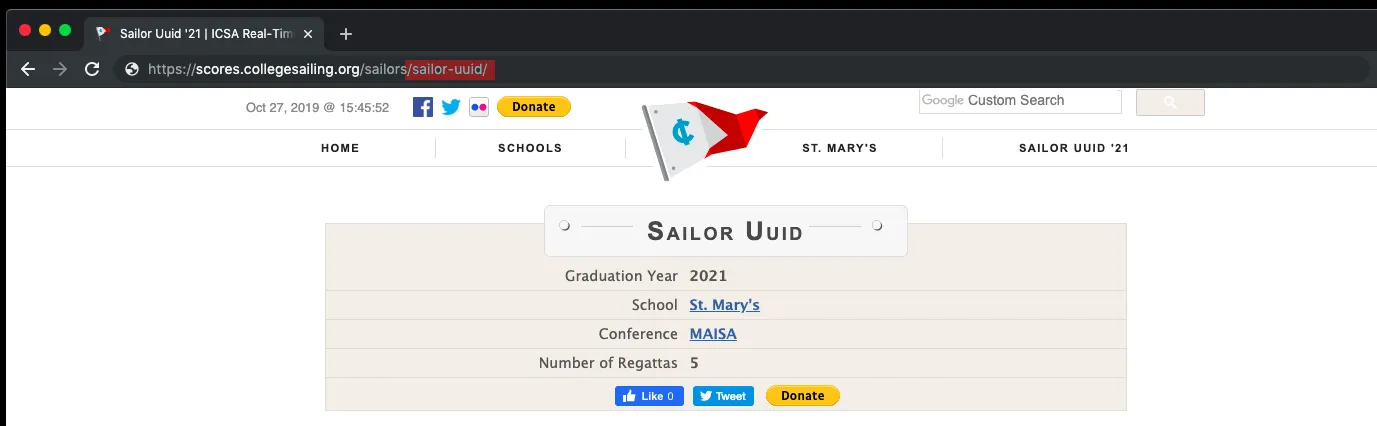 Sailor Uuid '21 | ICSA Real-Tim
https://scores.collegesailing.org/sailors/sailor-uuid/
Oct 27, 2019 @ 15:45:52 Donate Google Custom Search
HOME SCHOOLS ST. MARY'S SAILOR UUID '21
SAILOR UUID
Graduation Year 2021
School St. Mary's
Conference MAISA
Number of Regattas 5
Like 0 Tweet Donate